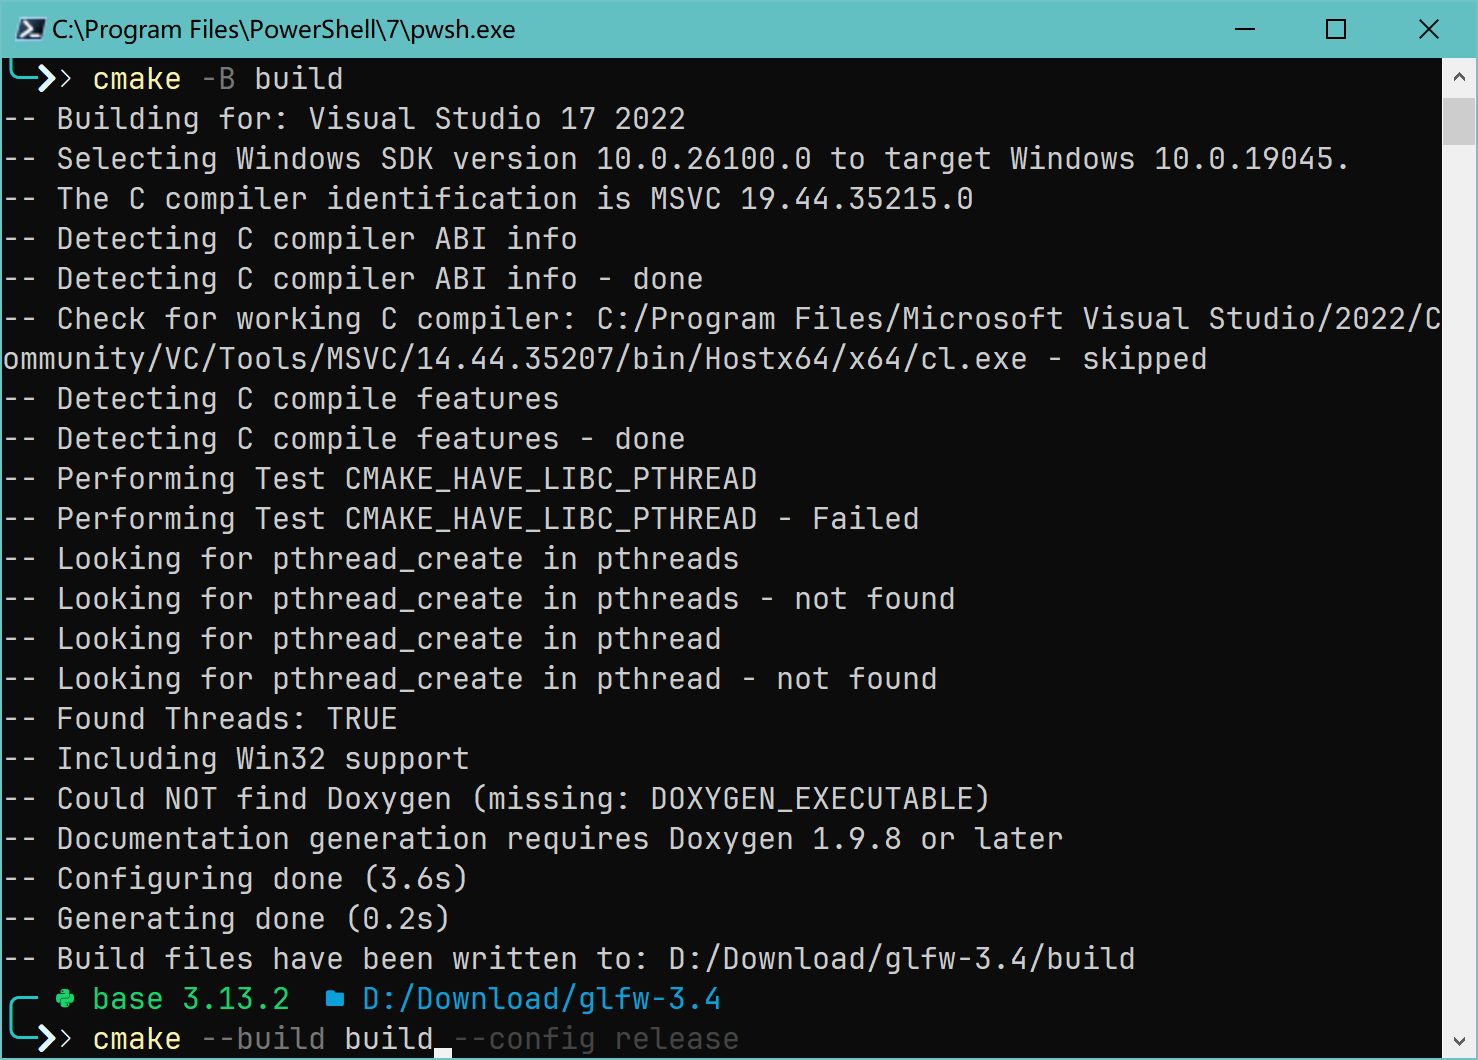 C:\Program Files\PowerShell\7\pwsh.exe
cmake -B build
-- Building for: Visual Studio 17 2022
-- Selecting Windows SDK version 10.0.26100.0 to target Windows 10.0.19045.
-- The C compiler identification is MSVC 19.44.35215.0
-- Detecting C compiler ABI info
-- Detecting C compiler ABI info - done
-- Check for working C compiler: C:/Program Files/Microsoft Visual Studio/2022/C
ommunity/VC/Tools/MSVC/14.44.35207/bin/Hostx64/x64/cl.exe - skipped
-- Detecting C compile features
-- Detecting C compile features - done
-- Performing Test CMAKE_HAVE_LIBC_PTHREAD
-- Performing Test CMAKE_HAVE_LIBC_PTHREAD - Failed
-- Looking for pthread_create in pthreads
-- Looking for pthread_create in pthreads - not found
-- Looking for pthread_create in pthread
-- Looking for pthread_create in pthread - not found
-- Found Threads: TRUE
-- Including Win32 support
-- Could NOT find Doxygen (missing: DOXYGEN_EXECUTABLE)
-- Documentation generation requires Doxygen 1.9.8 or later
-- Configuring done (3.6s)
-- Generating done (0.2s)
-- Build files have been written to: D:/Download/glfw-3.4/build
base 3.13.2 D:/Download/glfw-3.4
cmake --build build --config release